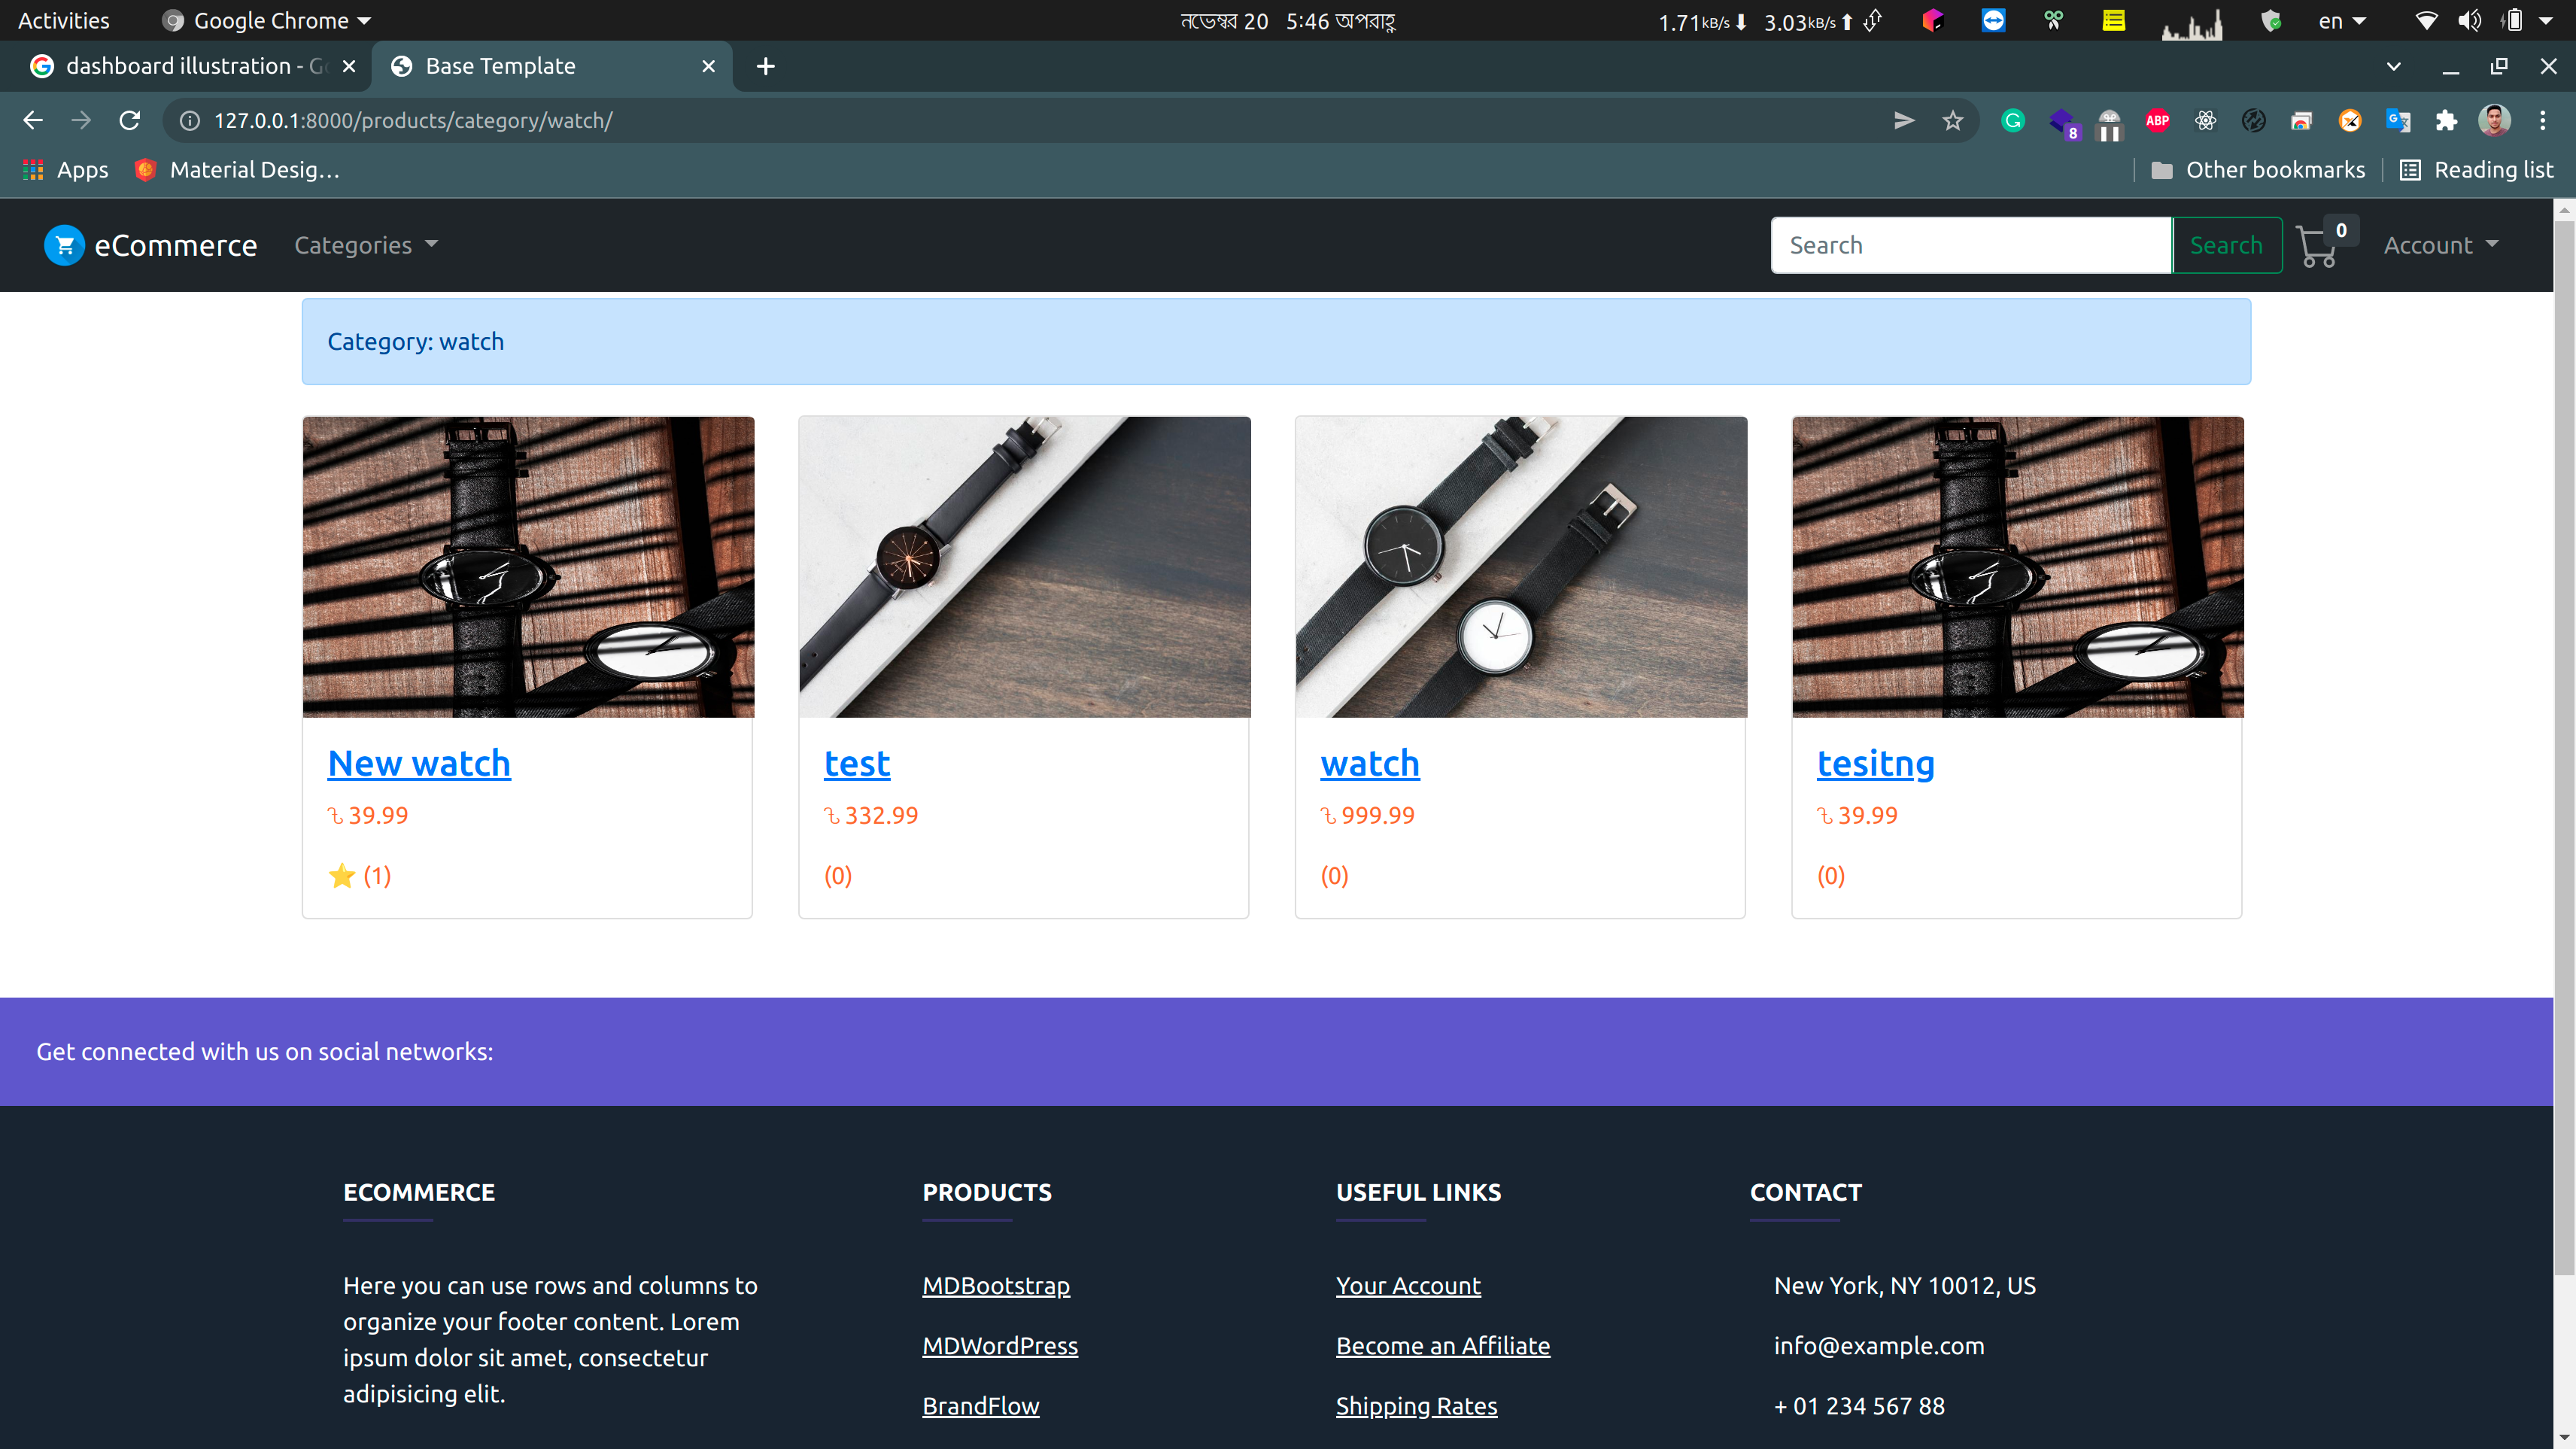 Activities Google Chrome নভেম্বর 20 5:46 অপরাহ্ণ 1.71kB/s 3.03kB/s en
dashboard illustration - Go Base Template
127.0.0.1:8000/products/category/watch/ 8 ABP
Apps Material Desig… Other bookmarks Reading list
eCommerce Categories Search Search 0 Account
Category: watch
New watch test watch tesitng
৳ 39.99 ৳ 332.99 ৳ 999.99 ৳ 39.99
(1) (0) (0) (0)
Get connected with us on social networks:
ECOMMERCE
Here you can use rows and columns to
organize your footer content. Lorem
ipsum dolor sit amet, consectetur
adipisicing elit.
PRODUCTS
MDBootstrap
MDWordPress
BrandFlow
USEFUL LINKS
Your Account
Become an Affiliate
Shipping Rates
CONTACT
New York, NY 10012, US
info@example.com
+ 01 234 567 88